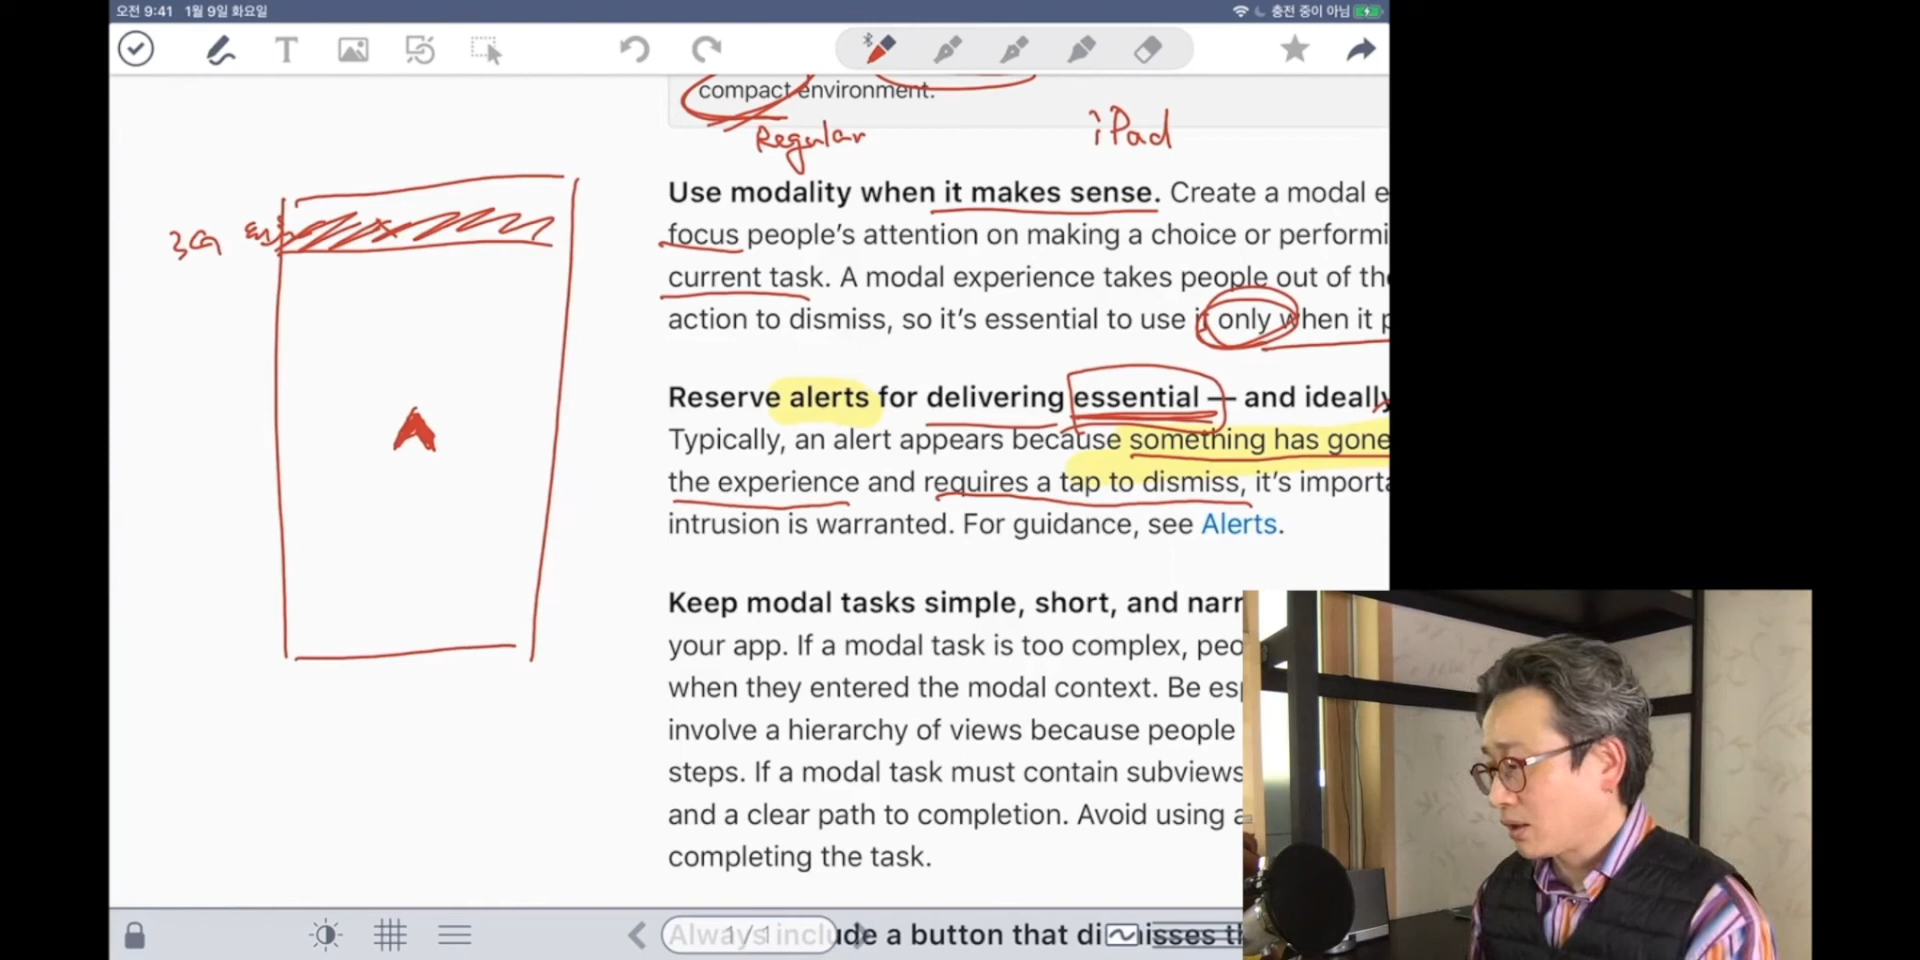 오전 9:41 1월 9일 화요일
충전 중이 아님
T
compact environment.
Regular
iPad
Use modality when it makes sense. Create a modal e
focus people's attention on making a choice or performi
current task. A modal experience takes people out of the
action to dismiss, so it's essential to use it only when it p
3G
A
Reserve alerts for delivering essential — and ideally
Typically, an alert appears because something has gone
the experience and requires a tap to dismiss, it's importa
intrusion is warranted. For guidance, see Alerts.
Keep modal tasks simple, short, and narr
your app. If a modal task is too complex, peo
when they entered the modal context. Be esp
involve a hierarchy of views because people
steps. If a modal task must contain subviews
and a clear path to completion. Avoid using a
completing the task.
1/1
Always include a button that dismisses t